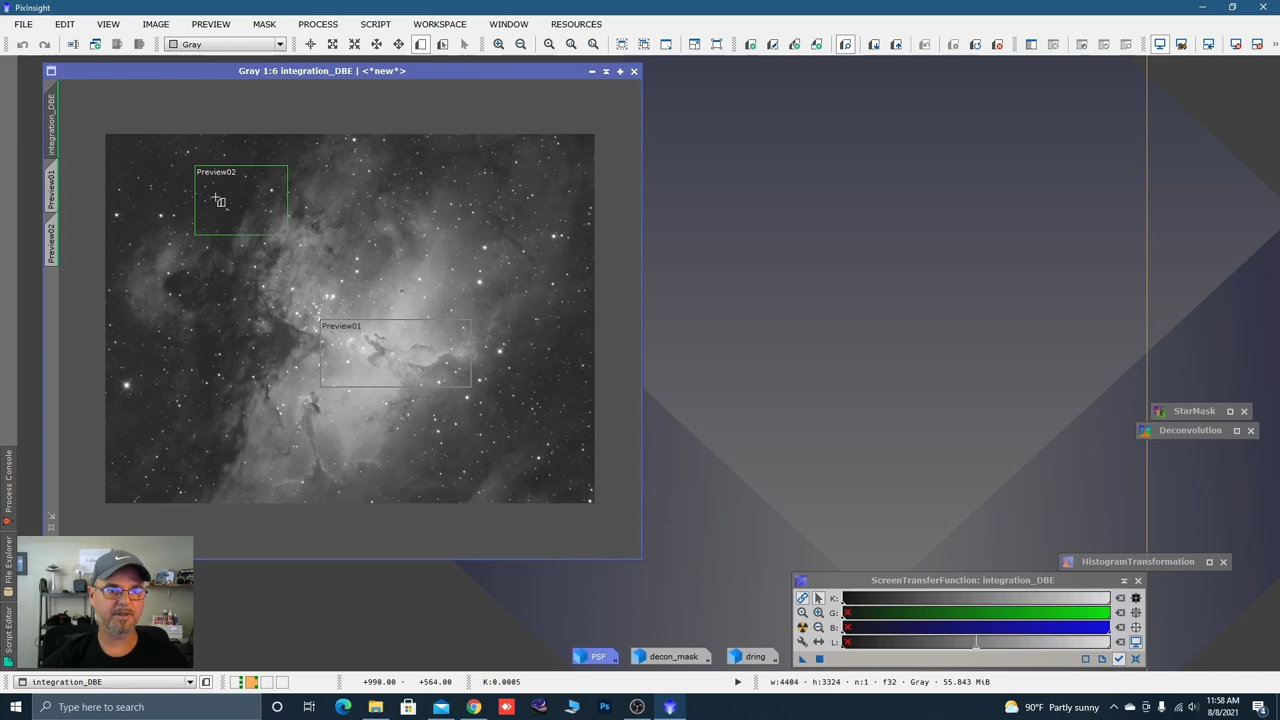 PixInsight
FILE EDIT VIEW IMAGE PREVIEW MASK PROCESS SCRIPT WORKSPACE WINDOW RESOURCES
Gray
Gray 1:6 integration_DBE | <*new*>
integration_DBE
Preview01
Preview02
Preview02
Preview01
Process Console
File Explorer
Script Editor
StarMask
Deconvolution
HistogramTransformation
ScreenTransferFunction: integration_DBE
K:
G:
B:
L:
PSF
decon_mask
dring
integration_DBE
+990.00 +564.00 K:0.0005
w:4404 · h:3324 · n:1 · f32 · Gray · 55.843 MiB
Type here to search
90°F Partly sunny
11:58 AM
8/8/2021